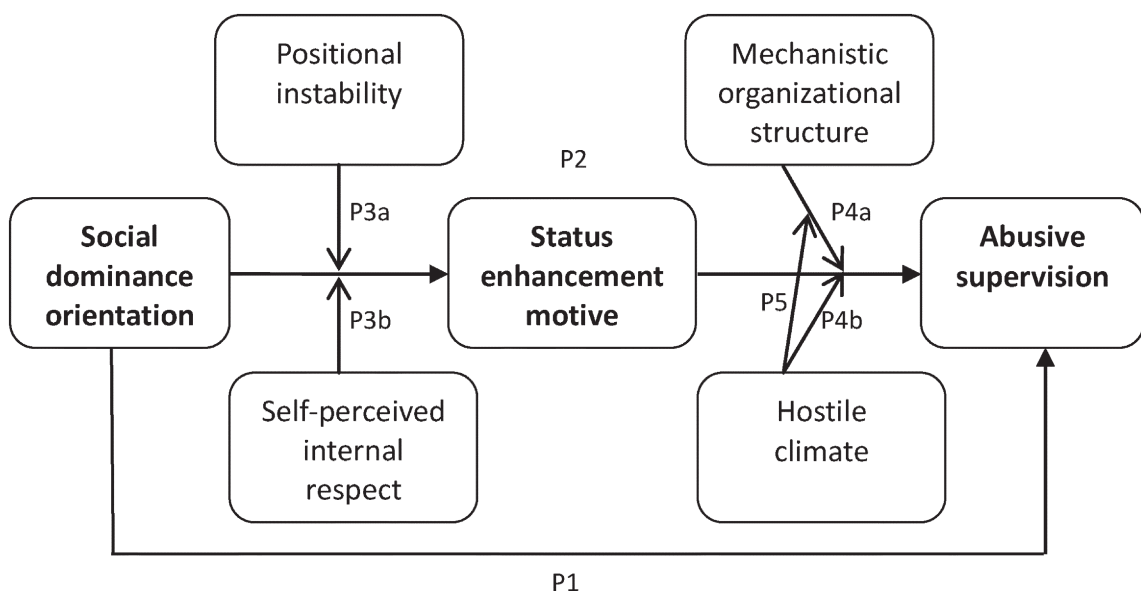 Positional
instability
Mechanistic
organizational
structure
P2
P3a
P4a
Social
dominance
orientation
Status
enhancement
motive
Abusive
supervision
P3b
P5
P4b
Self-perceived
internal
respect
Hostile
climate
P1